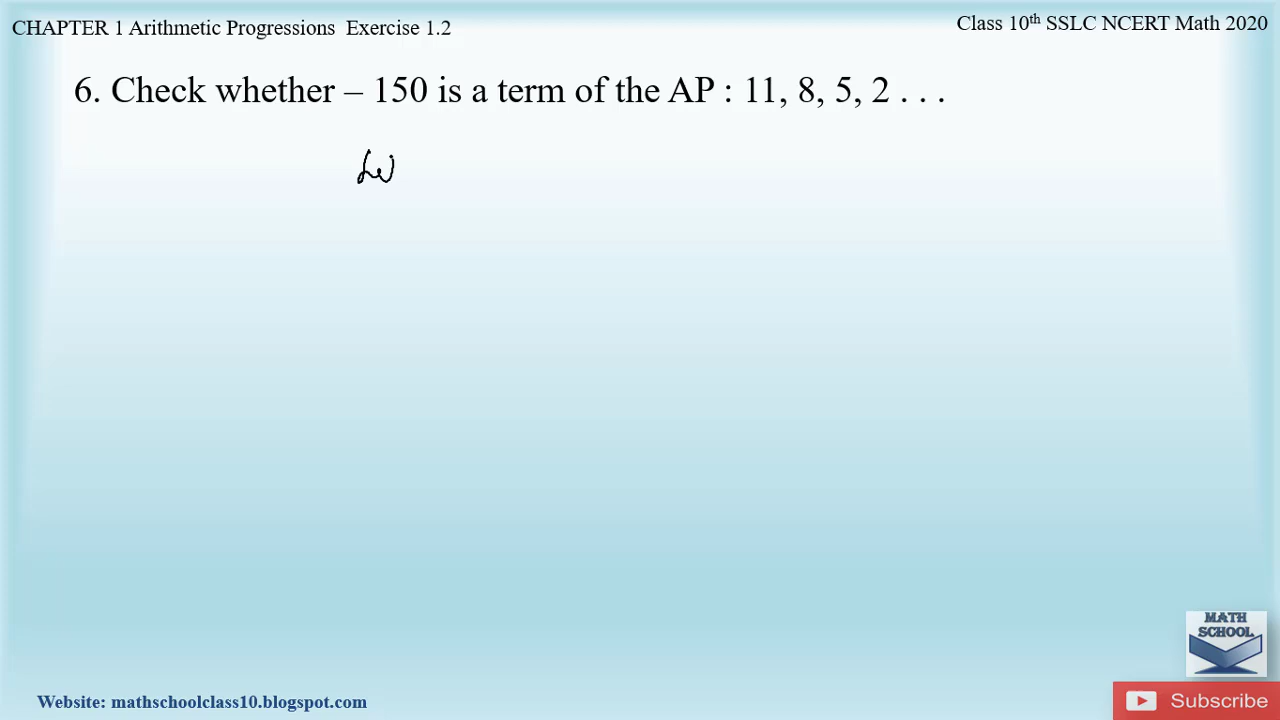 CHAPTER 1 Arithmetic Progressions Exercise 1.2
Class 10th SSLC NCERT Math 2020
6. Check whether – 150 is a term of the AP : 11, 8, 5, 2 . . .
MATH
SCHOOL
Website: mathschoolclass10.blogspot.com
Subscribe